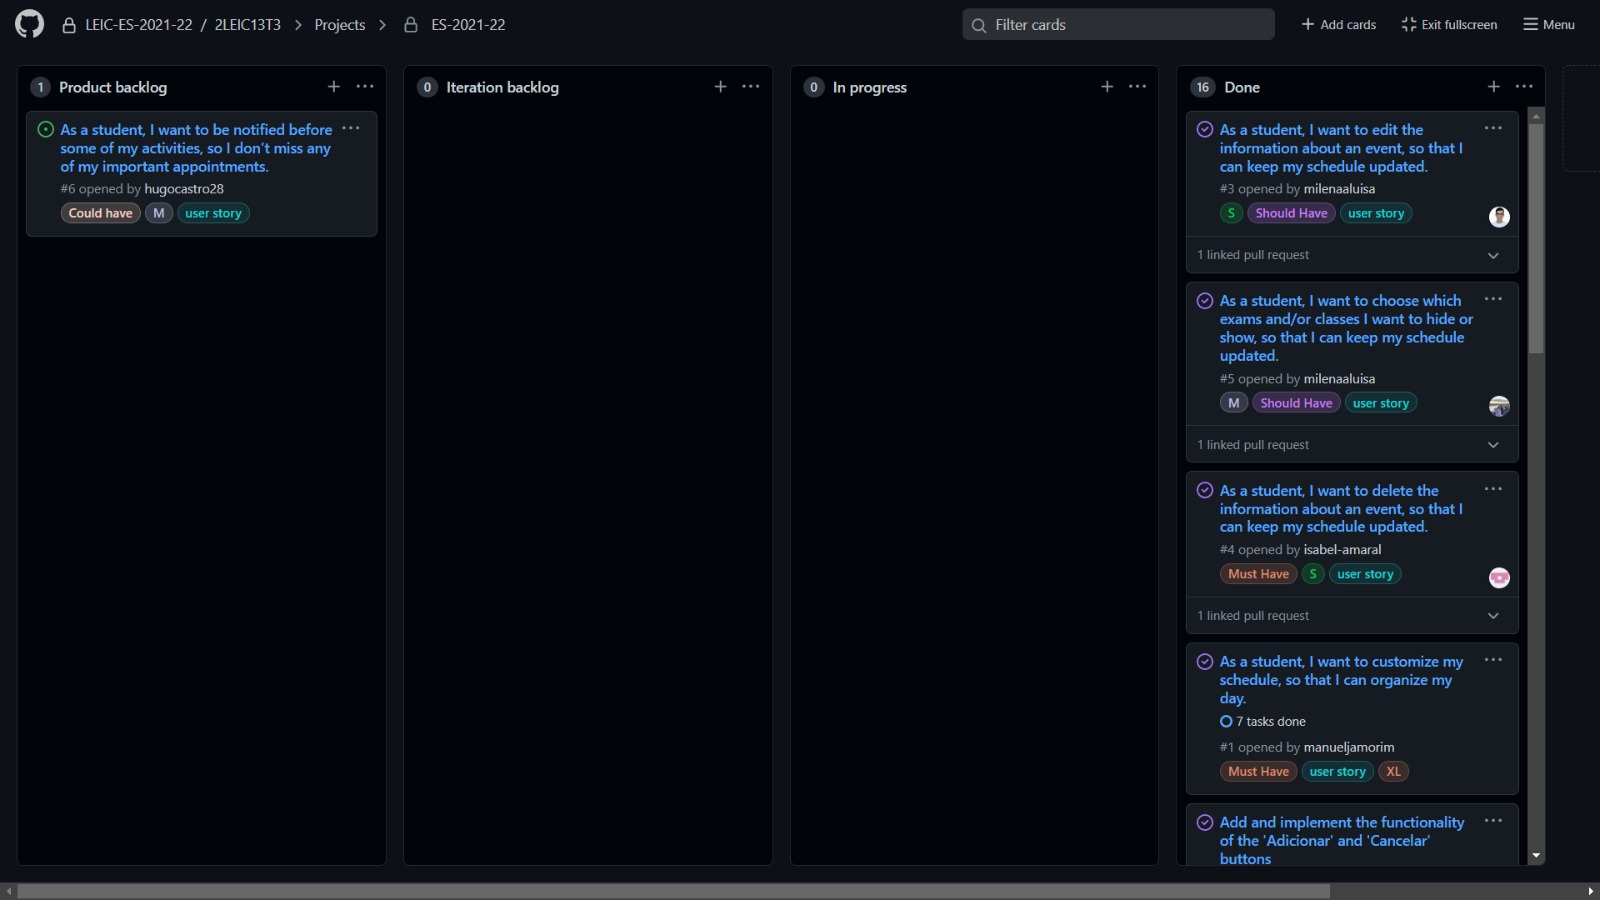 LEIC-ES-2021-22 / 2LEIC13T3 > Projects > ES-2021-22
Filter cards
+ Add cards
Exit fullscreen
Menu
1 Product backlog
As a student, I want to be notified before
some of my activities, so I don't miss any
of my important appointments.
#6 opened by hugocastro28
Could have M user story
0 Iteration backlog
0 In progress
16 Done
As a student, I want to edit the
information about an event, so that I
can keep my schedule updated.
#3 opened by milenaaluisa
S Should Have user story
1 linked pull request
As a student, I want to choose which
exams and/or classes I want to hide or
show, so that I can keep my schedule
updated.
#5 opened by milenaaluisa
M Should Have user story
1 linked pull request
As a student, I want to delete the
information about an event, so that I
can keep my schedule updated.
#4 opened by isabel-amaral
Must Have S user story
1 linked pull request
As a student, I want to customize my
schedule, so that I can organize my
day.
7 tasks done
#1 opened by manueljamorim
Must Have user story XL
Add and implement the functionality
of the 'Adicionar' and 'Cancelar'
buttons